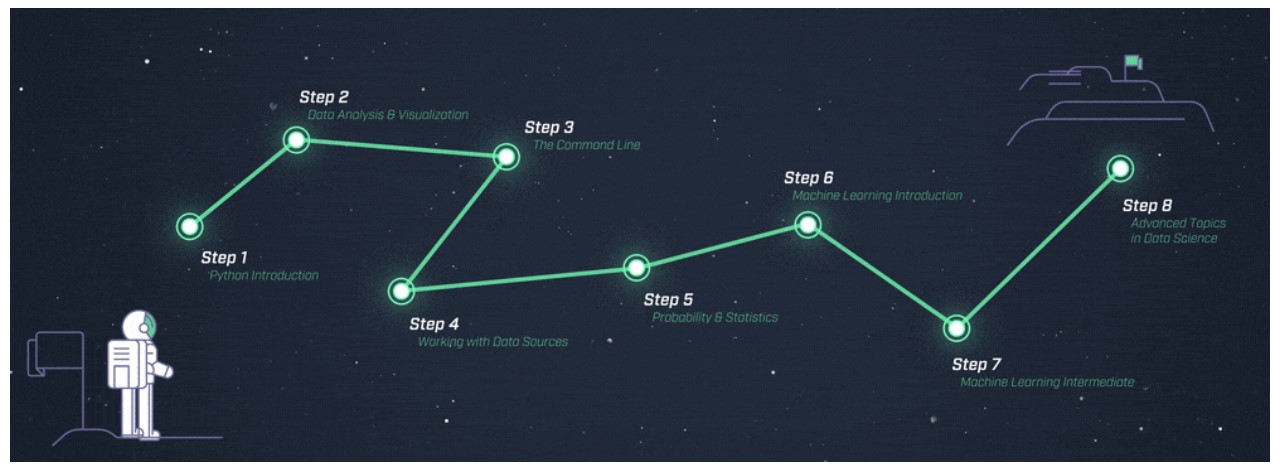 Step 1
Python Introduction
Step 2
Data Analysis & Visualization
Step 3
The Command Line
Step 4
Working with Data Sources
Step 5
Probability & Statistics
Step 6
Machine Learning Introduction
Step 7
Machine Learning Intermediate
Step 8
Advanced Topics
in Data Science